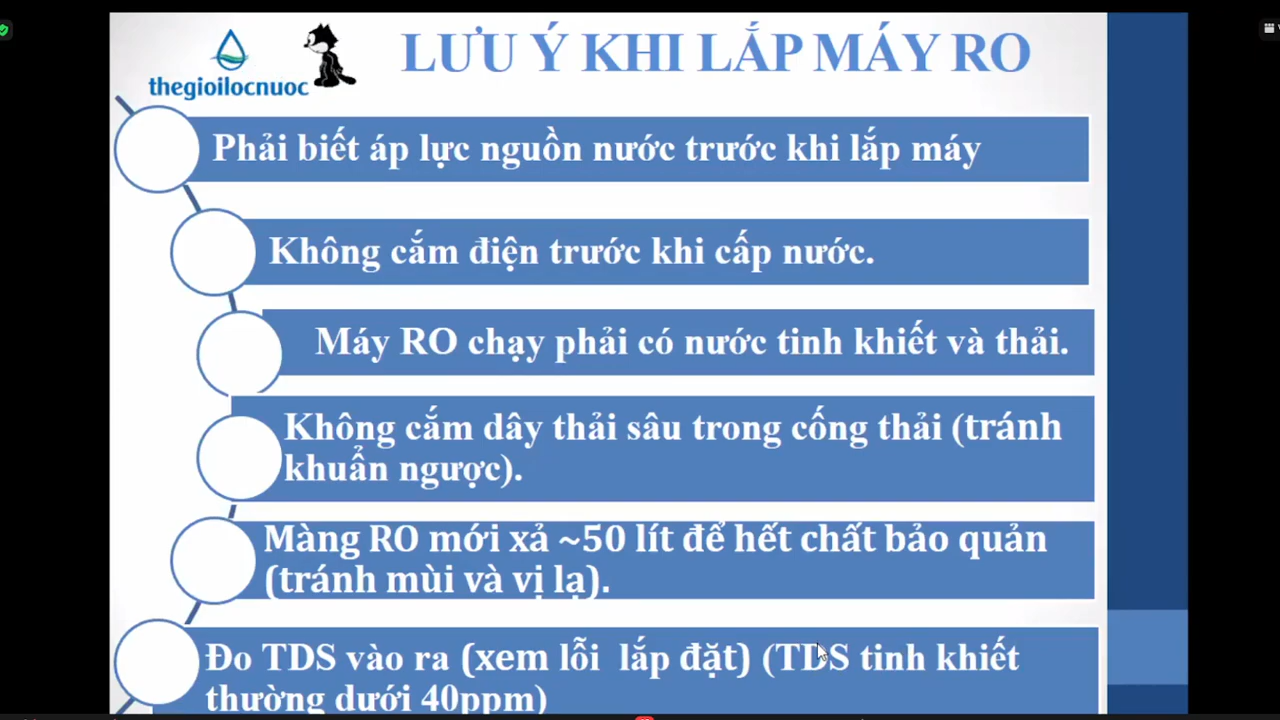 thegioilocnuoc
LƯU Ý KHI LẮP MÁY RO
Phải biết áp lực nguồn nước trước khi lắp máy
Không cắm điện trước khi cấp nước.
Máy RO chạy phải có nước tinh khiết và thải.
Không cắm dây thải sâu trong cống thải (tránh
khuẩn ngược).
Màng RO mới xả ~50 lít để hết chất bảo quản
(tránh mùi và vị lạ).
Đo TDS vào ra (xem lỗi lắp đặt) (TDS tinh khiết
thường dưới 40ppm)